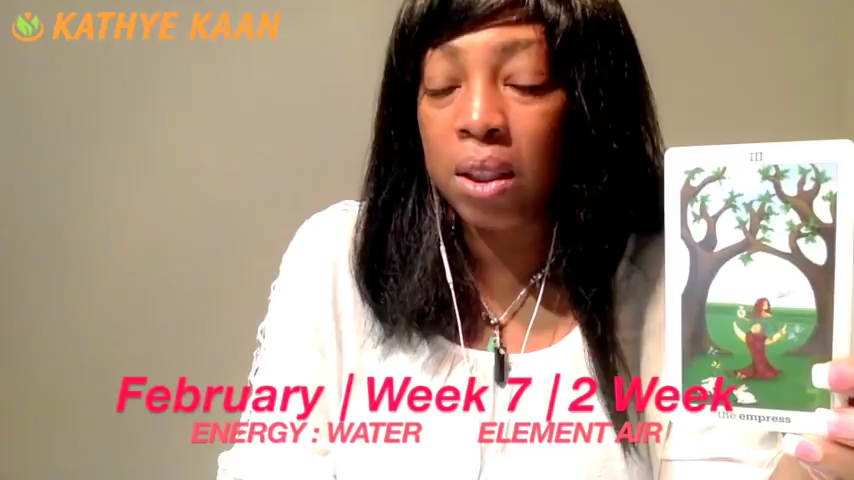 KATHYE KAAN
III
February | Week 7 | 2 Week
the empress
ENERGY : WATER ELEMENT AIR